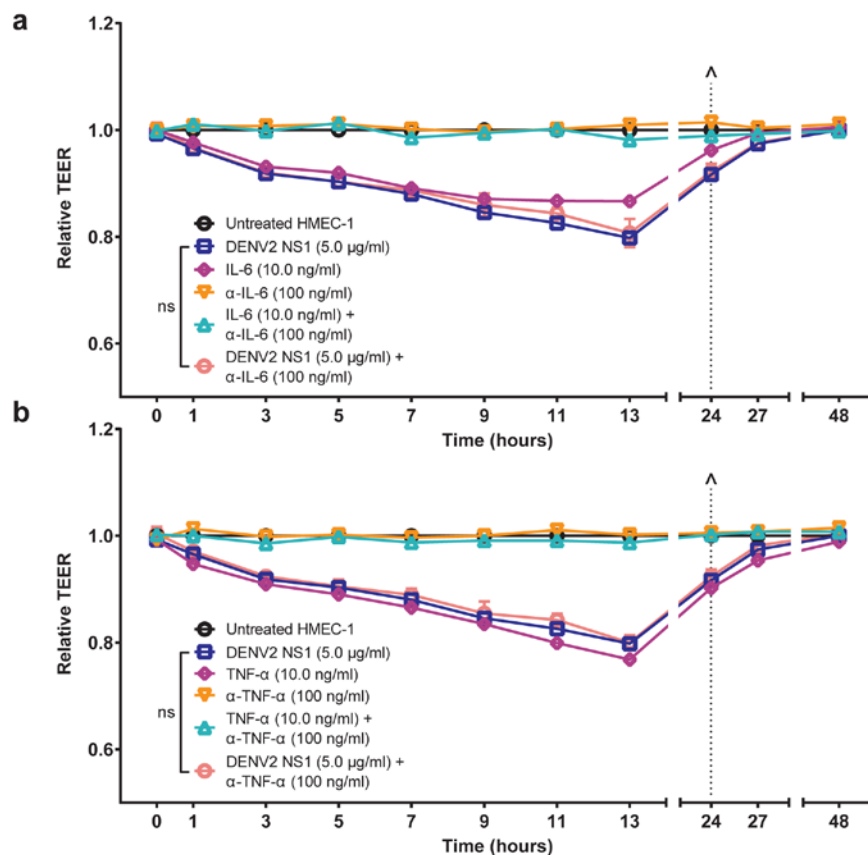 a
1.2
1.0
0.8
0.6
Relative TEER
^
Untreated HMEC-1
DENV2 NS1 (5.0 µg/ml)
IL-6 (10.0 ng/ml)
α-IL-6 (100 ng/ml)
IL-6 (10.0 ng/ml) +
α-IL-6 (100 ng/ml)
DENV2 NS1 (5.0 µg/ml) +
α-IL-6 (100 ng/ml)
ns
0 1 3 5 7 9 11 13 24 27 48
Time (hours)
b
1.2
1.0
0.8
0.6
Relative TEER
^
Untreated HMEC-1
DENV2 NS1 (5.0 µg/ml)
TNF-α (10.0 ng/ml)
α-TNF-α (100 ng/ml)
TNF-α (10.0 ng/ml) +
α-TNF-α (100 ng/ml)
DENV2 NS1 (5.0 µg/ml) +
α-TNF-α (100 ng/ml)
ns
0 1 3 5 7 9 11 13 24 27 48
Time (hours)